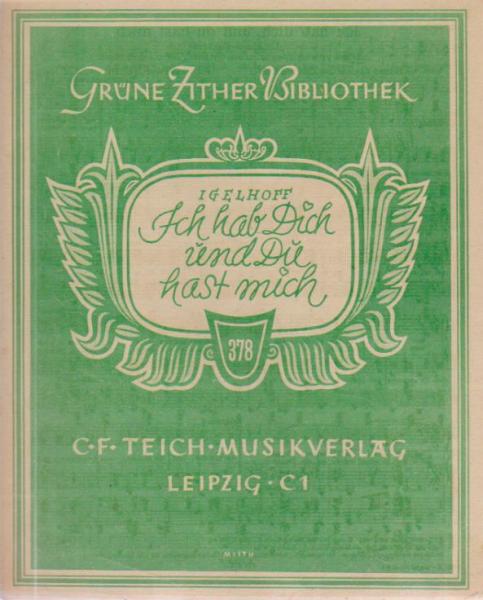 GRÜNE ZITHER BIBLIOTHEK
IGELHOFF
Ich hab Dich
und Du
hast mich
378
C·F·TEICH·MUSIKVERLAG
LEIPZIG·C1